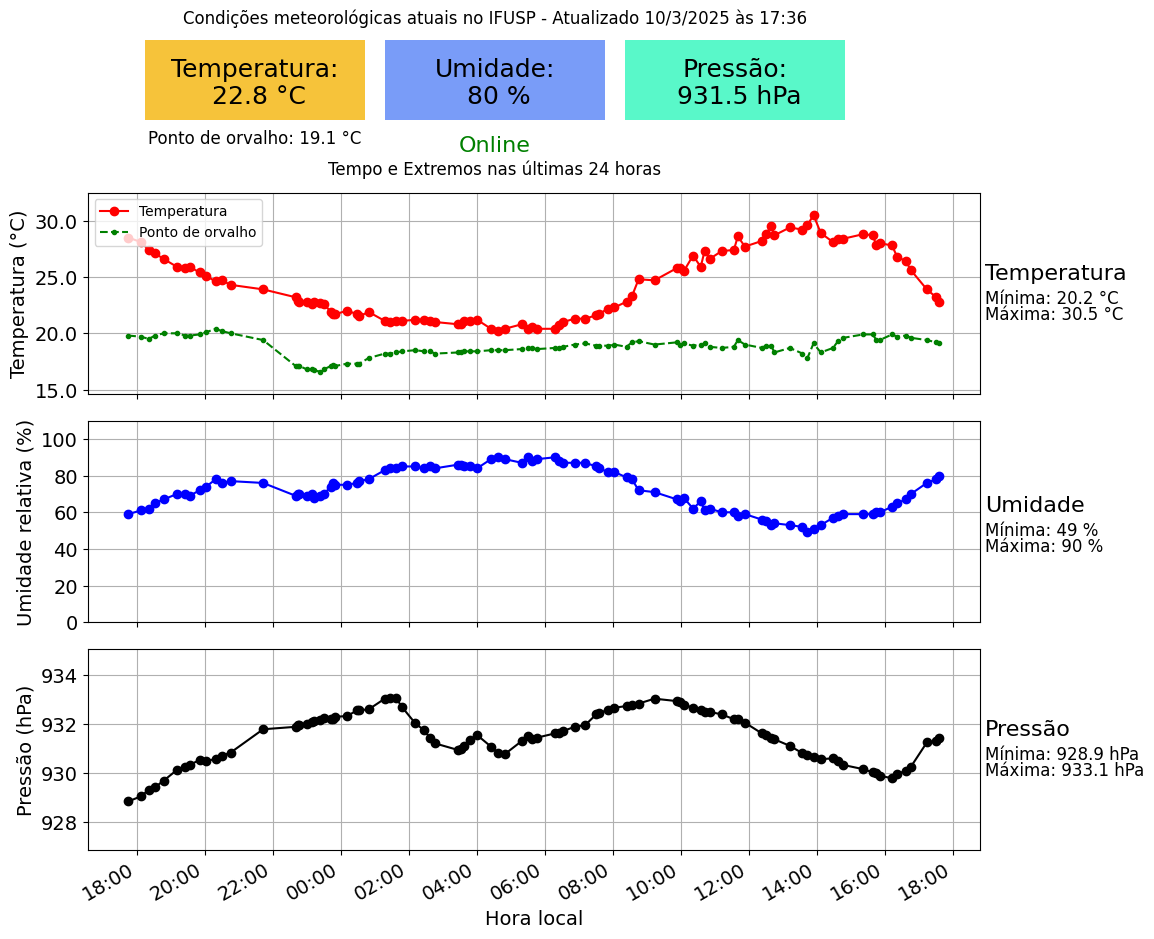 Condições meteorológicas atuais no IFUSP - Atualizado 10/3/2025 às 17:36
Temperatura:
22.8 °C
Umidade:
80 %
Pressão:
931.5 hPa
Ponto de orvalho: 19.1 °C
Online
Tempo e Extremos nas últimas 24 horas
Temperatura (°C)
30.0
25.0
20.0
15.0
Temperatura
Ponto de orvalho
Temperatura
Mínima: 20.2 °C
Máxima: 30.5 °C
Umidade relativa (%)
100
80
60
40
20
0
Umidade
Mínima: 49 %
Máxima: 90 %
Pressão (hPa)
934
932
930
928
Pressão
Mínima: 928.9 hPa
Máxima: 933.1 hPa
18:00 20:00 22:00 00:00 02:00 04:00 06:00 08:00 10:00 12:00 14:00 16:00 18:00
Hora local